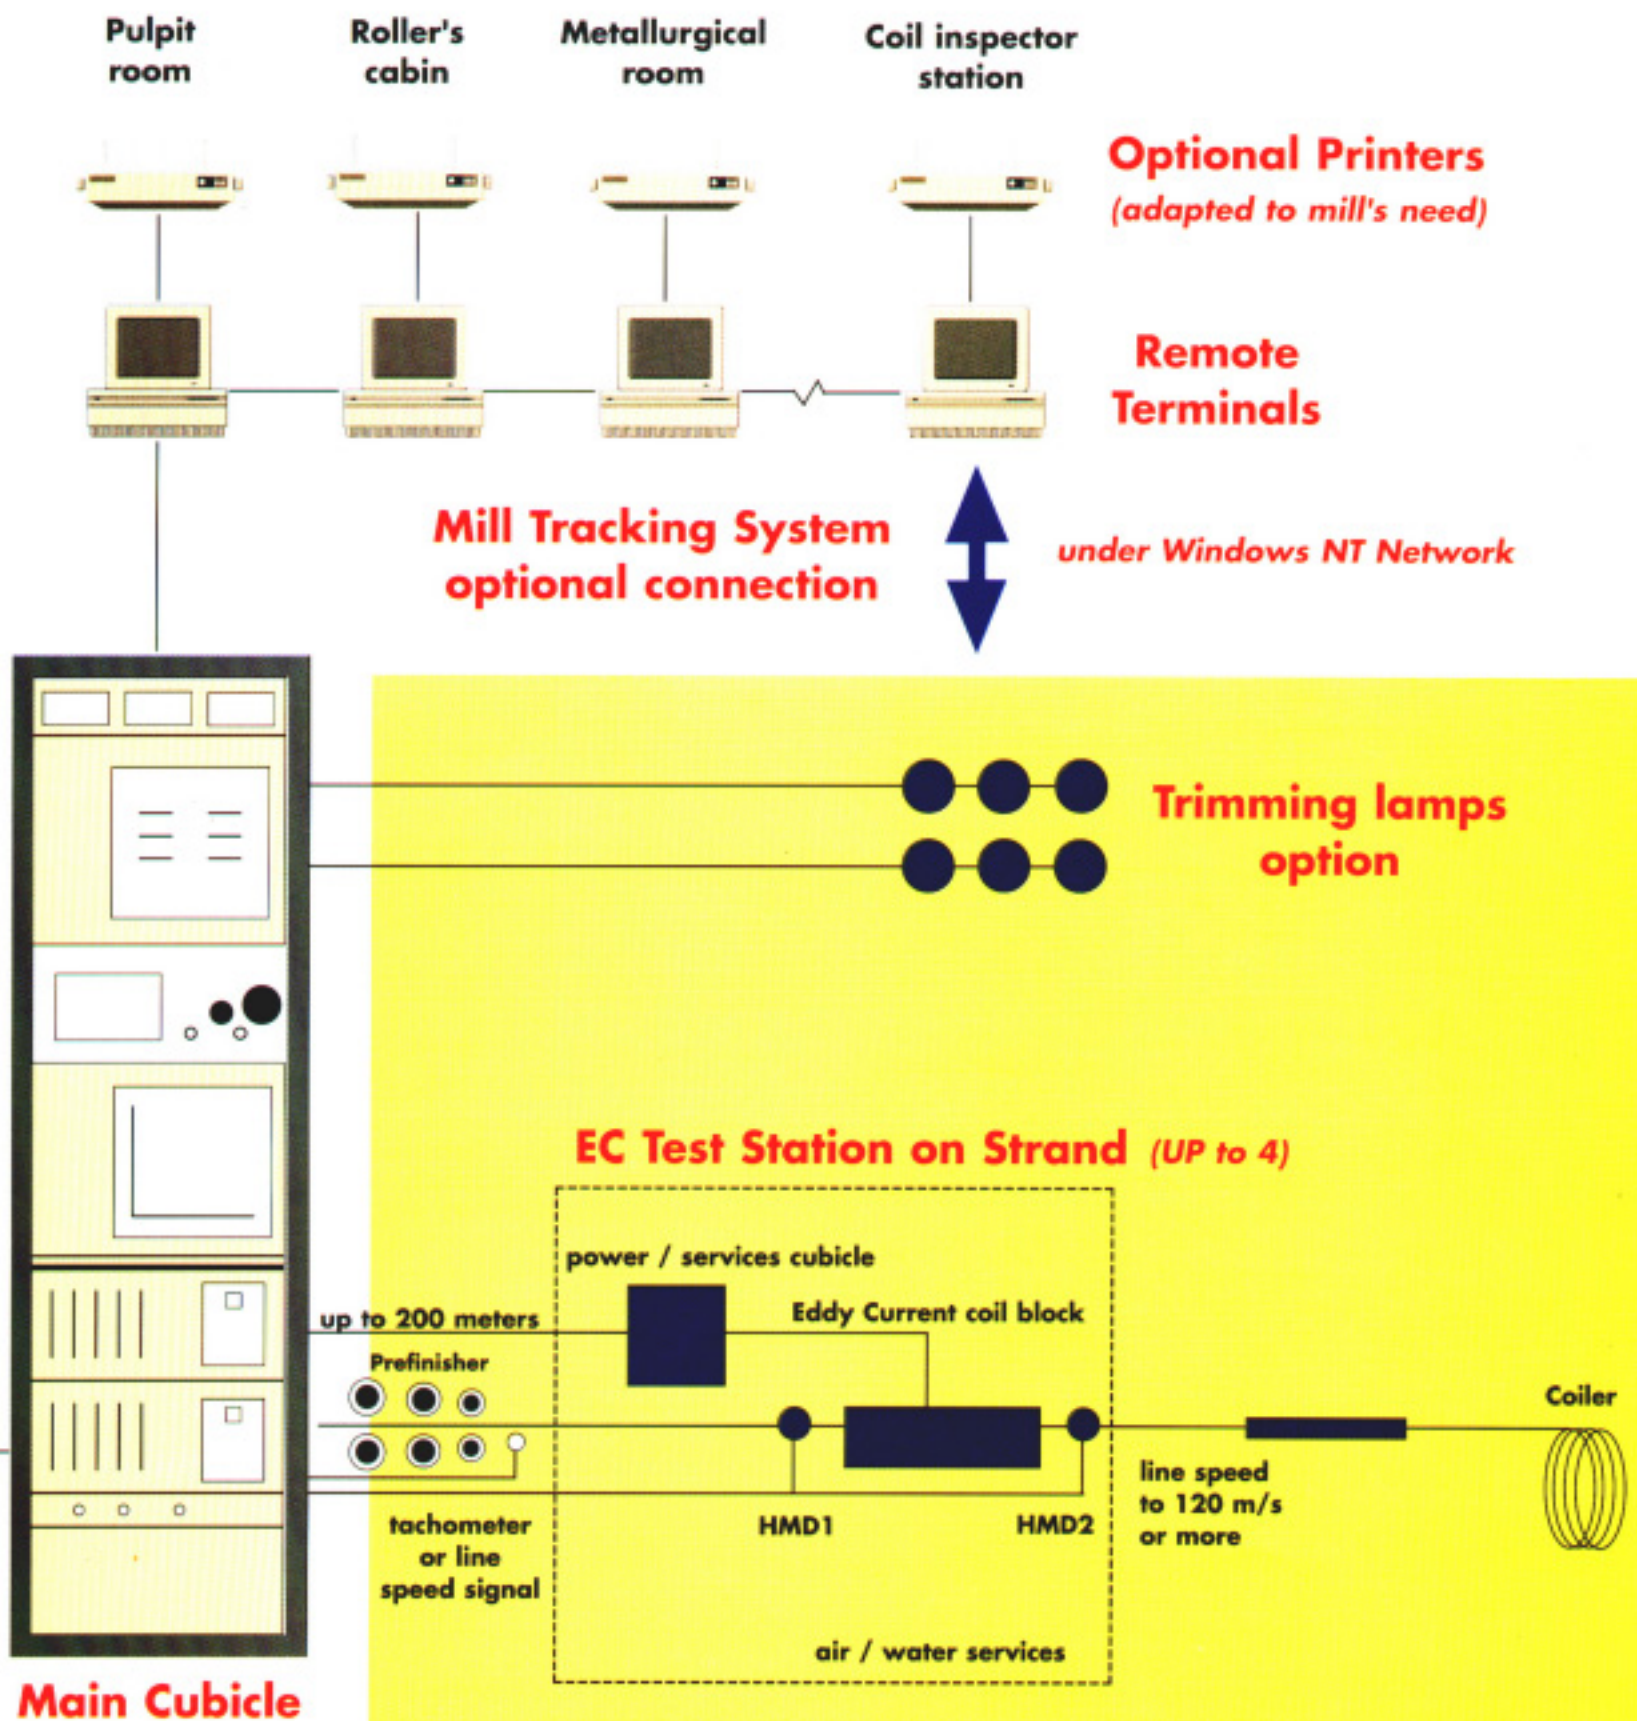 Pulpit
room
Roller's
cabin
Metallurgical
room
Coil inspector
station
Optional Printers
(adapted to mill's need)
Remote
Terminals
Mill Tracking System
optional connection
under Windows NT Network
Trimming lamps
option
EC Test Station on Strand (UP to 4)
power / services cubicle
up to 200 meters
Eddy Current coil block
Prefinisher
Coiler
line speed
to 120 m/s
or more
tachometer
or line
speed signal
HMD1
HMD2
air / water services
Main Cubicle